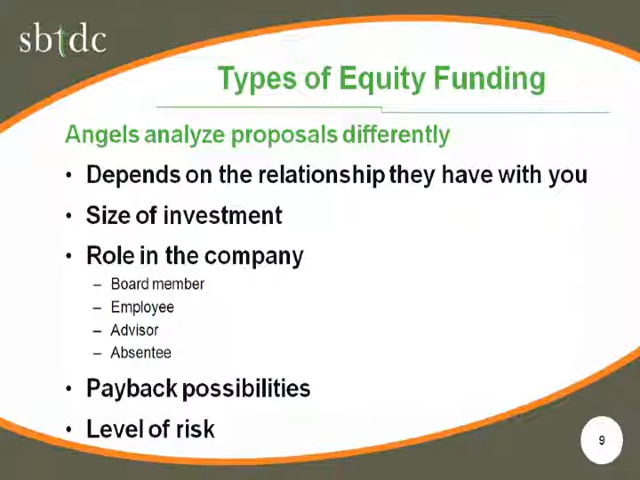 sbtdc
Types of Equity Funding
Angels analyze proposals differently
• Depends on the relationship they have with you
• Size of investment
• Role in the company
– Board member
– Employee
– Advisor
– Absentee
• Payback possibilities
• Level of risk
9